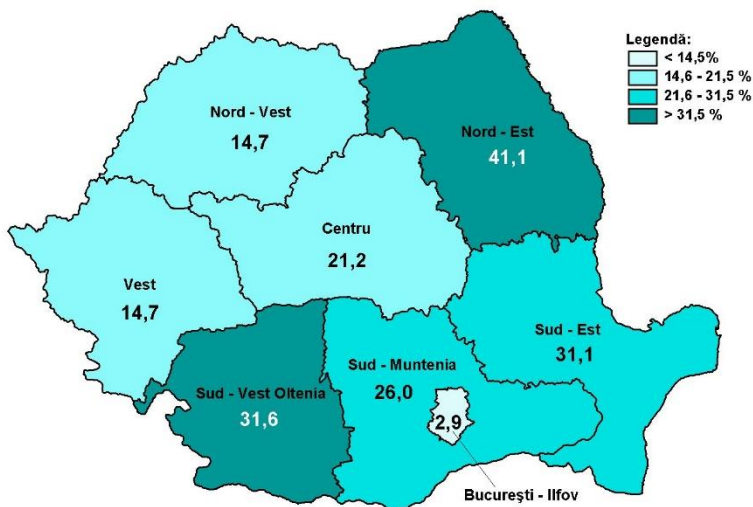 Legendă:
< 14,5%
14,6 - 21,5 %
21,6 - 31,5 %
> 31,5 %
Nord - Vest
14,7
Nord - Est
41,1
Centru
21,2
Vest
14,7
Sud - Est
31,1
Sud - Muntenia
26,0
Sud - Vest Oltenia
31,6
2,9
Bucureşti - Ilfov